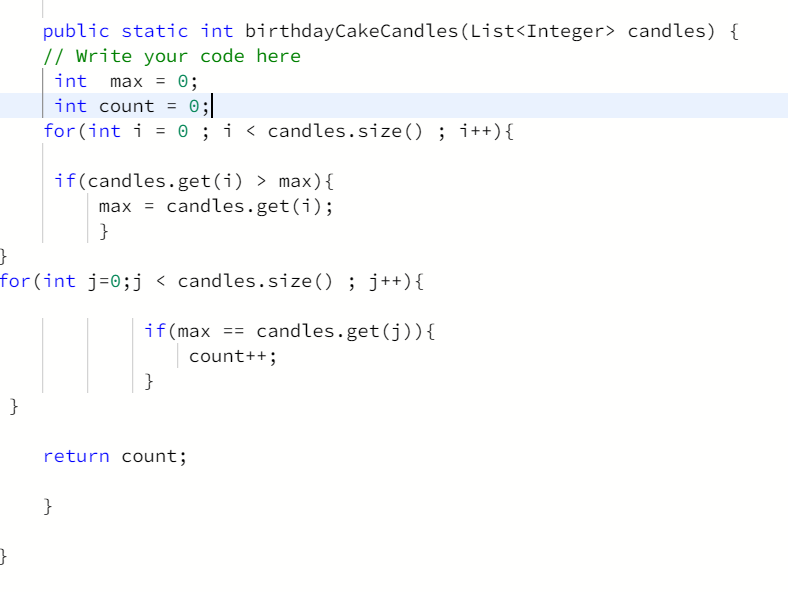 public static int birthdayCakeCandles(List<Integer> candles) {
// Write your code here
int  max = 0;
int count = 0;
for(int i = 0 ; i < candles.size() ; i++){
if(candles.get(i) > max){
max = candles.get(i);
}
}
for(int j=0;j < candles.size() ; j++){
if(max == candles.get(j)){
count++;
}
}
return count;
}
}